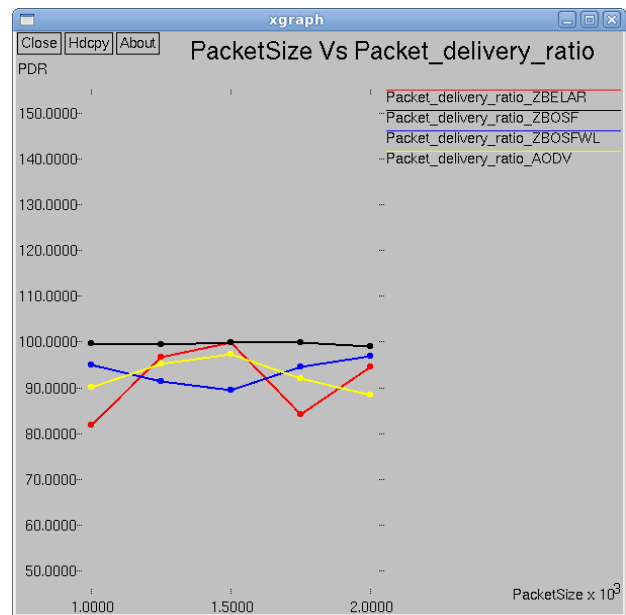 xgraph
Close Hdcpy About
PacketSize Vs Packet_delivery_ratio
PDR
Packet_delivery_ratio_ZBELAR
Packet_delivery_ratio_ZBOSF
Packet_delivery_ratio_ZBOSFWL
Packet_delivery_ratio_AODV
150.0000
140.0000
130.0000
120.0000
110.0000
100.0000
90.0000
80.0000
70.0000
60.0000
50.0000
1.0000 1.5000 2.0000
PacketSize x 10³